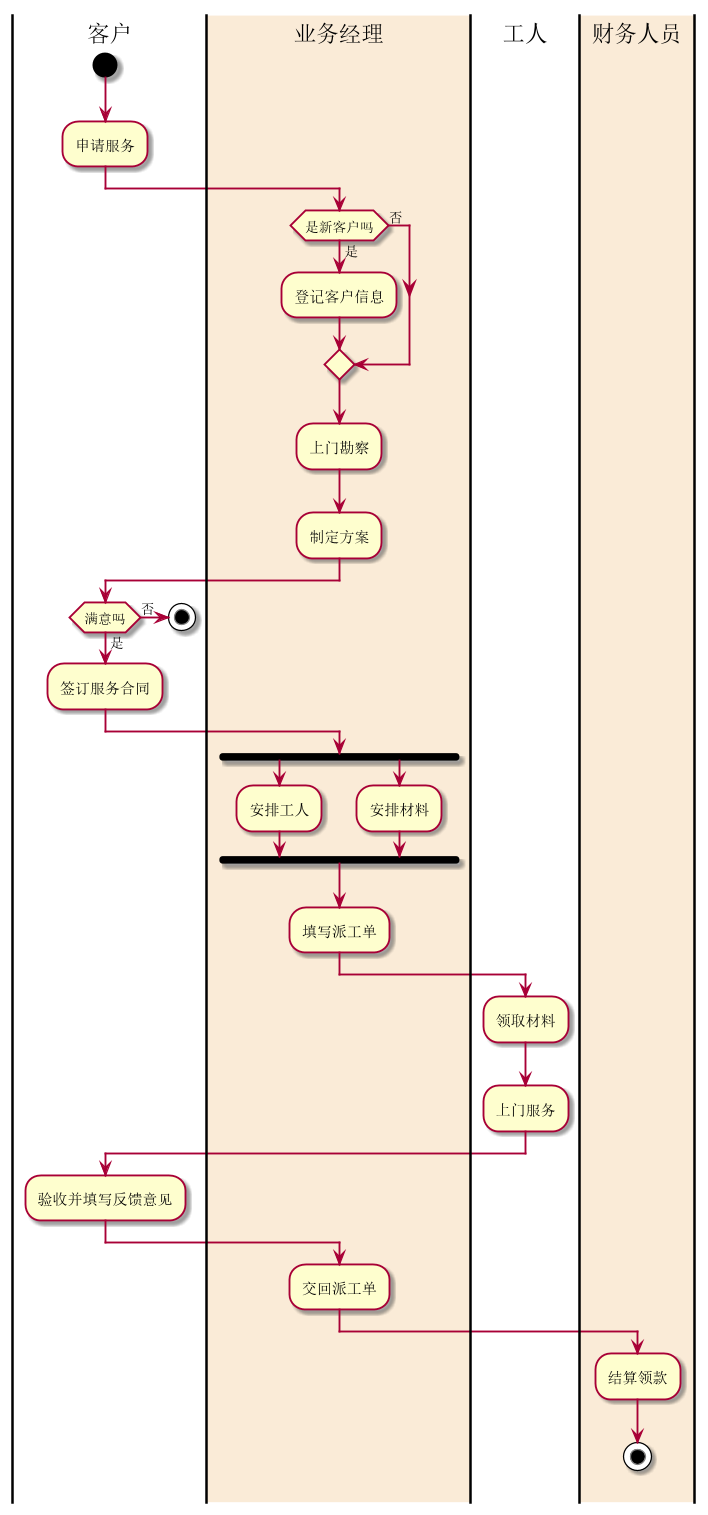 客户
业务经理
工人
财务人员
申请服务
是新客户吗
否
是
登记客户信息
上门勘察
制定方案
满意吗
否
是
签订服务合同
安排工人
安排材料
填写派工单
领取材料
上门服务
验收并填写反馈意见
交回派工单
结算领款